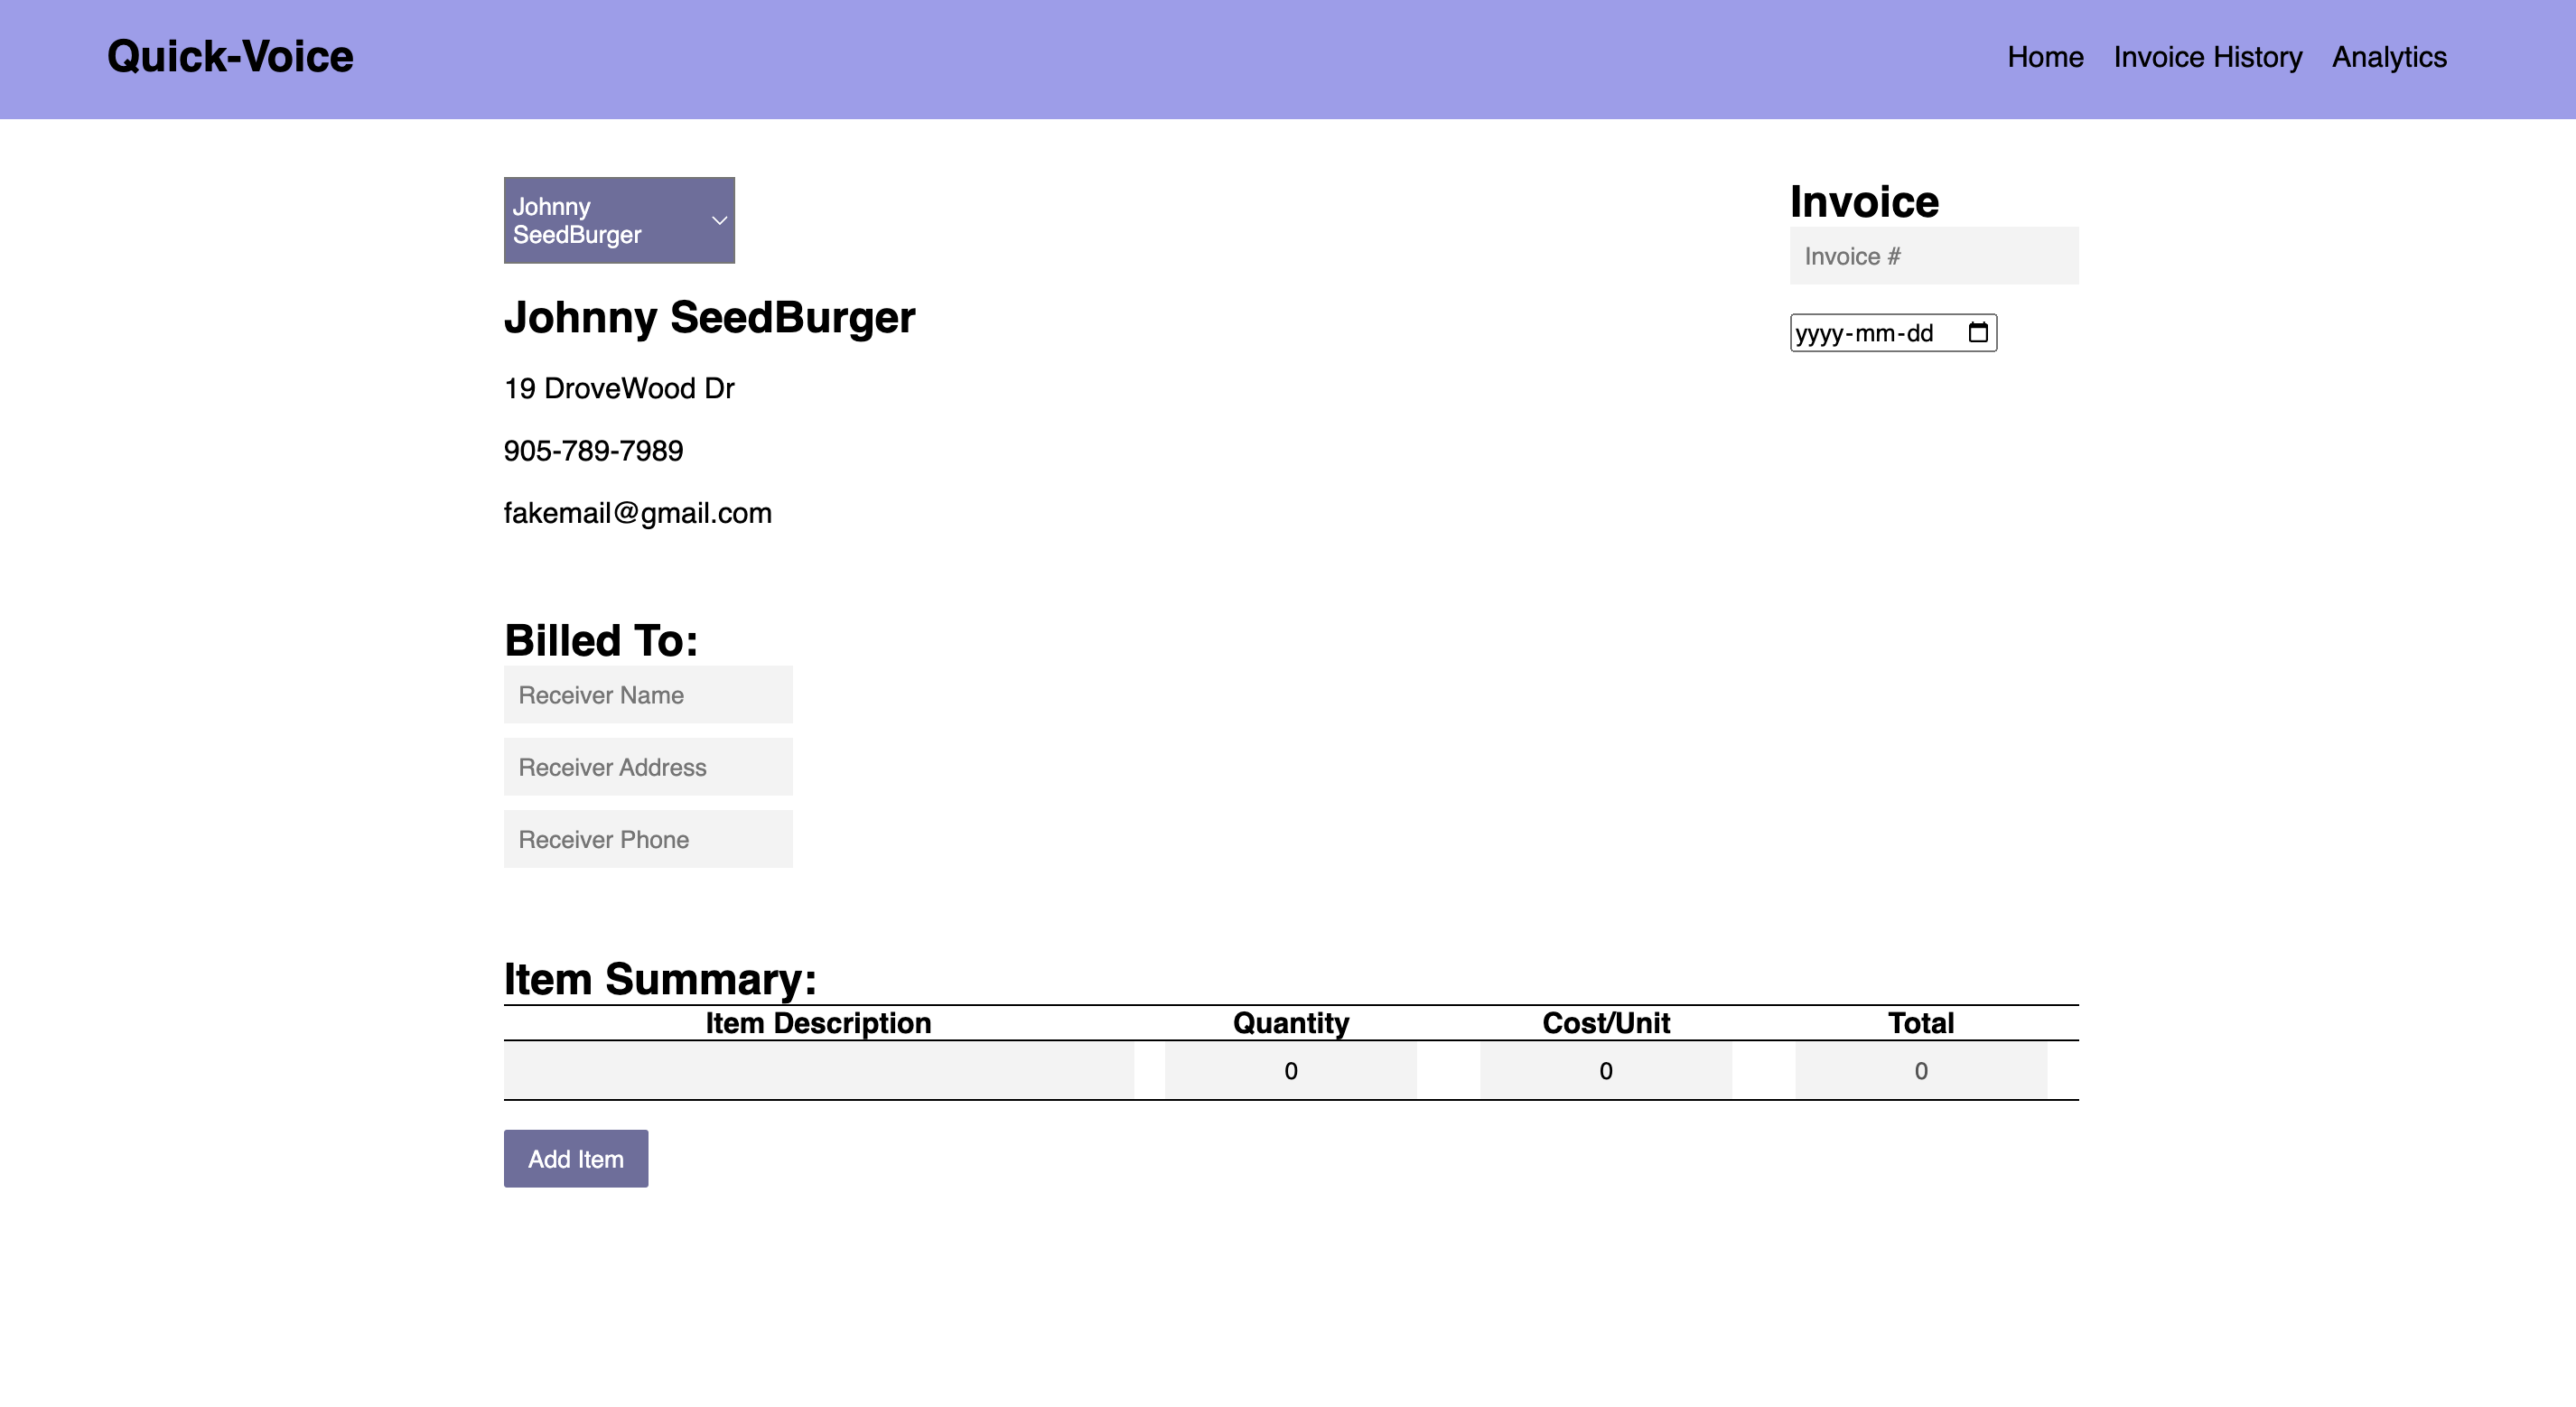 Quick-Voice
Home Invoice History Analytics
Johnny
SeedBurger
Invoice
Invoice #
yyyy-mm-dd
Johnny SeedBurger
19 DroveWood Dr
905-789-7989
fakemail@gmail.com
Billed To:
Receiver Name
Receiver Address
Receiver Phone
Item Summary:
Item Description Quantity Cost/Unit Total
0 0 0
Add Item